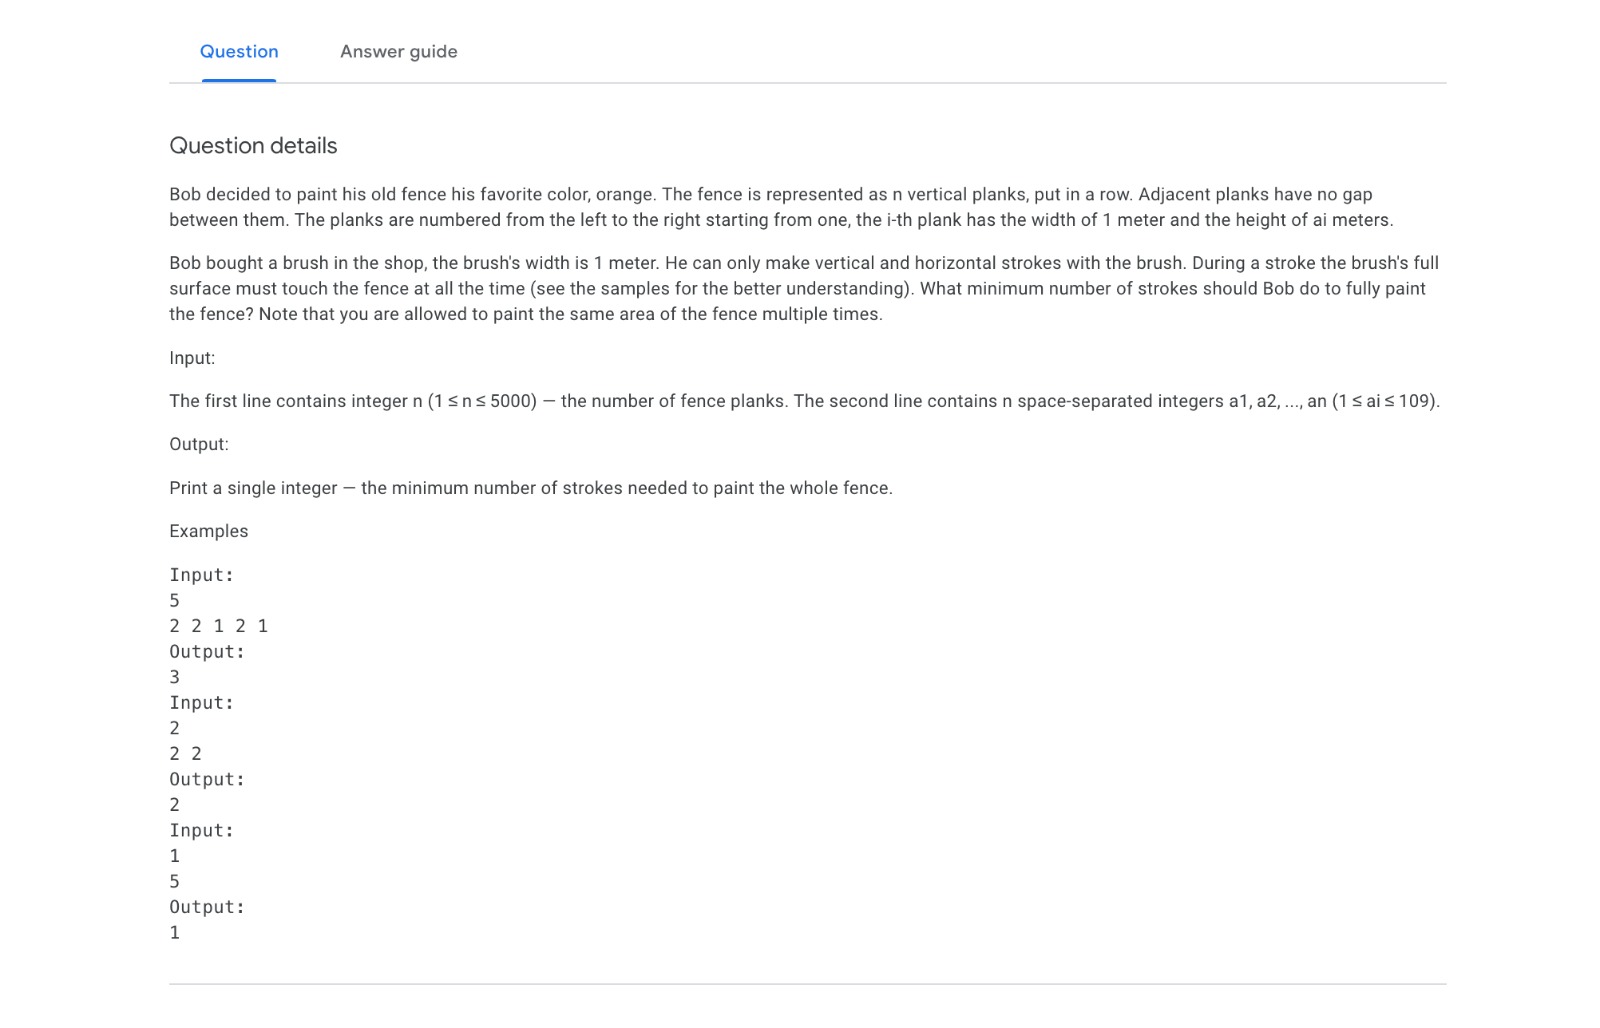 Question
Answer guide
Question details
Bob decided to paint his old fence his favorite color, orange. The fence is represented as n vertical planks, put in a row. Adjacent planks have no gap
between them. The planks are numbered from the left to the right starting from one, the i-th plank has the width of 1 meter and the height of ai meters.
Bob bought a brush in the shop, the brush's width is 1 meter. He can only make vertical and horizontal strokes with the brush. During a stroke the brush's full
surface must touch the fence at all the time (see the samples for the better understanding). What minimum number of strokes should Bob do to fully paint
the fence? Note that you are allowed to paint the same area of the fence multiple times.
Input:
The first line contains integer n (1 ≤ n ≤ 5000) — the number of fence planks. The second line contains n space-separated integers a1, a2, ..., an (1 ≤ ai ≤ 109).
Output:
Print a single integer — the minimum number of strokes needed to paint the whole fence.
Examples
Input:
5
2 2 1 2 1
Output:
3
Input:
2
2 2
Output:
2
Input:
1
5
Output:
1